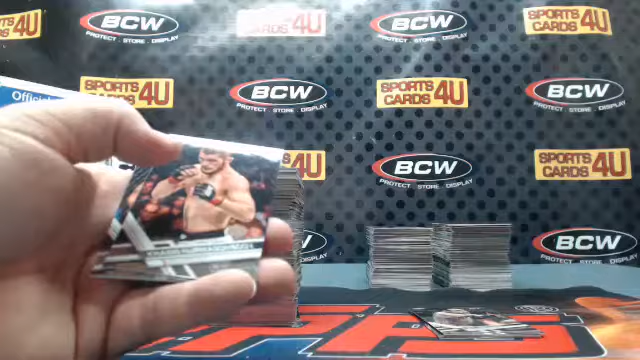 BCW
PROTECT . STORE . DISPLAY
SPORTS
CARDS 4U
BCW
PROTECT . STORE . DISPLAY
SPORTS
CARDS 4U
SPORTS
CARDS 4U
BCW
PROTECT . STORE . DISPLAY
SPORTS
CARDS 4U
BCW
PROTECT . STORE . DISPLAY
Official
4U
BCW
PROTECT . STORE . DISPLAY
SPORTS
CARDS 4U
BCW
PROTECT . STORE . DISPLAY